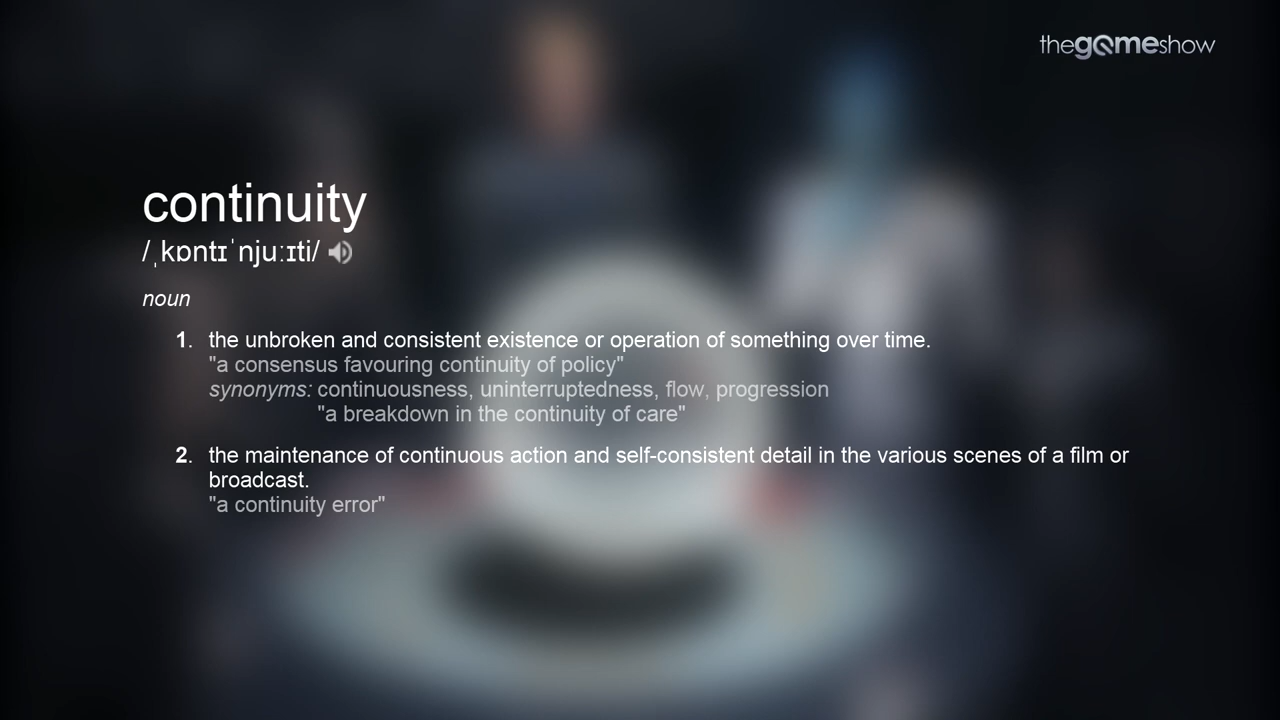 thegameshow
continuity
/ˌkɒntɪˈnjuːɪti/
noun
1. the unbroken and consistent existence or operation of something over time.
"a consensus favouring continuity of policy"
synonyms: continuousness, uninterruptedness, flow, progression
"a breakdown in the continuity of care"
2. the maintenance of continuous action and self-consistent detail in the various scenes of a film or
broadcast.
"a continuity error"